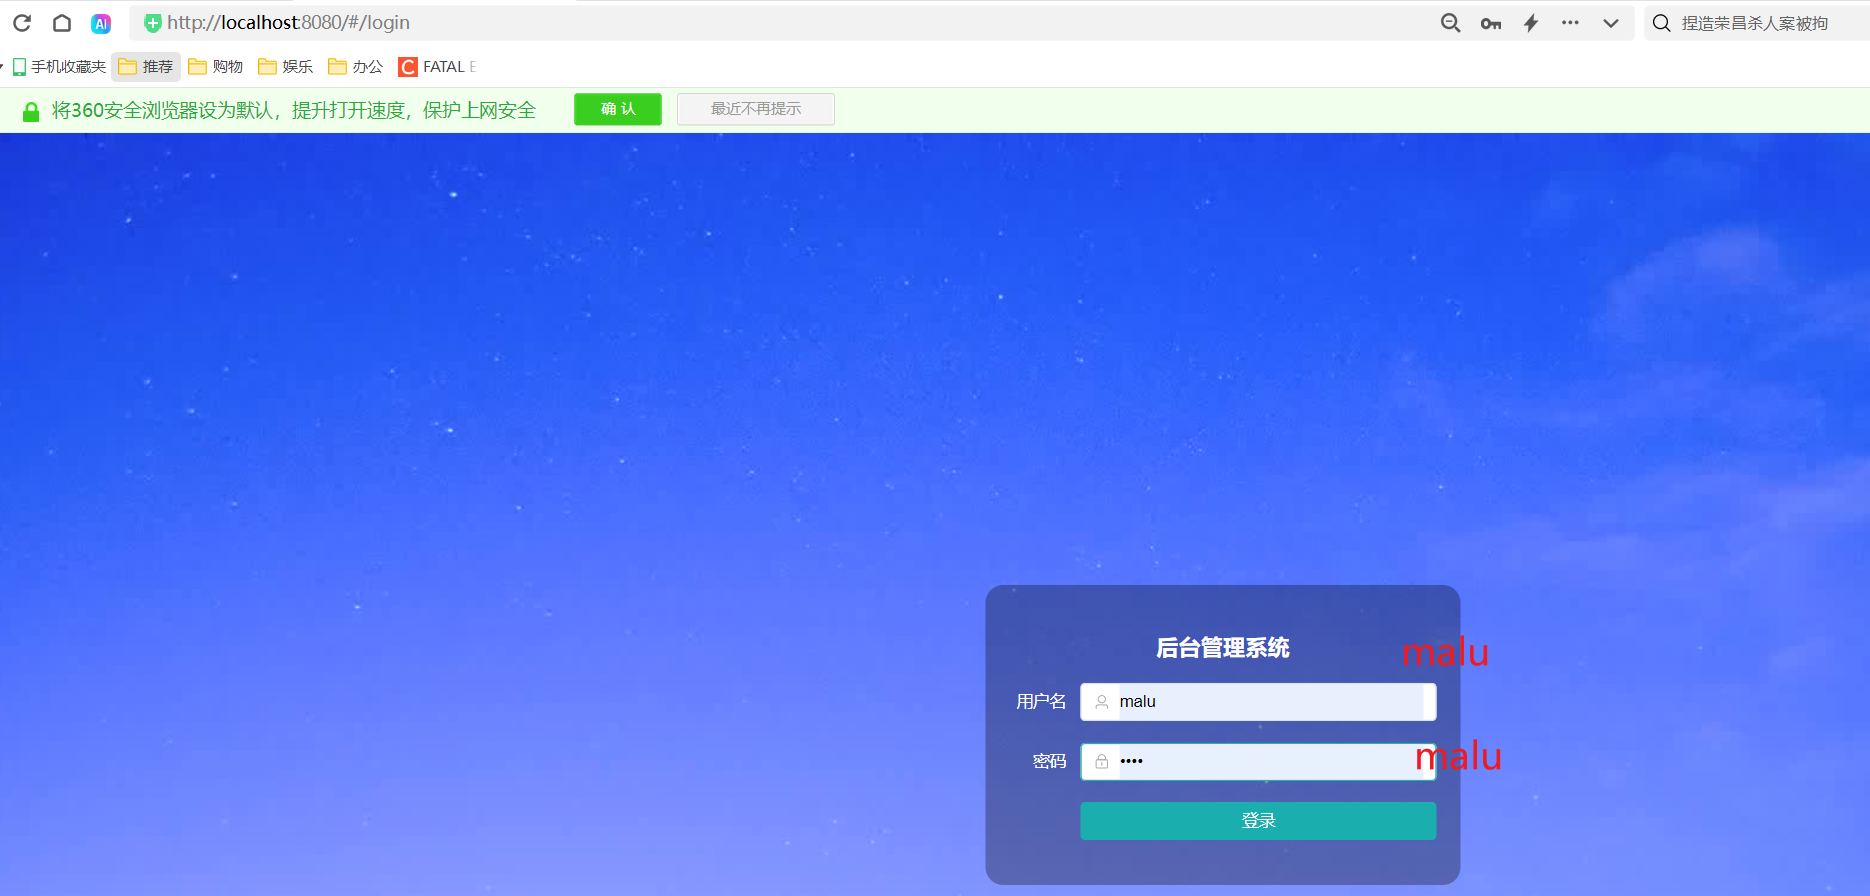 http://localhost:8080/#/login
捏造荣昌杀人案被拘
手机收藏夹 推荐 购物 娱乐 办公 FATAL E
将360安全浏览器设为默认，提升打开速度，保护上网安全 确 认 最近不再提示
后台管理系统 malu
用户名 malu
密码 •••• malu
登录